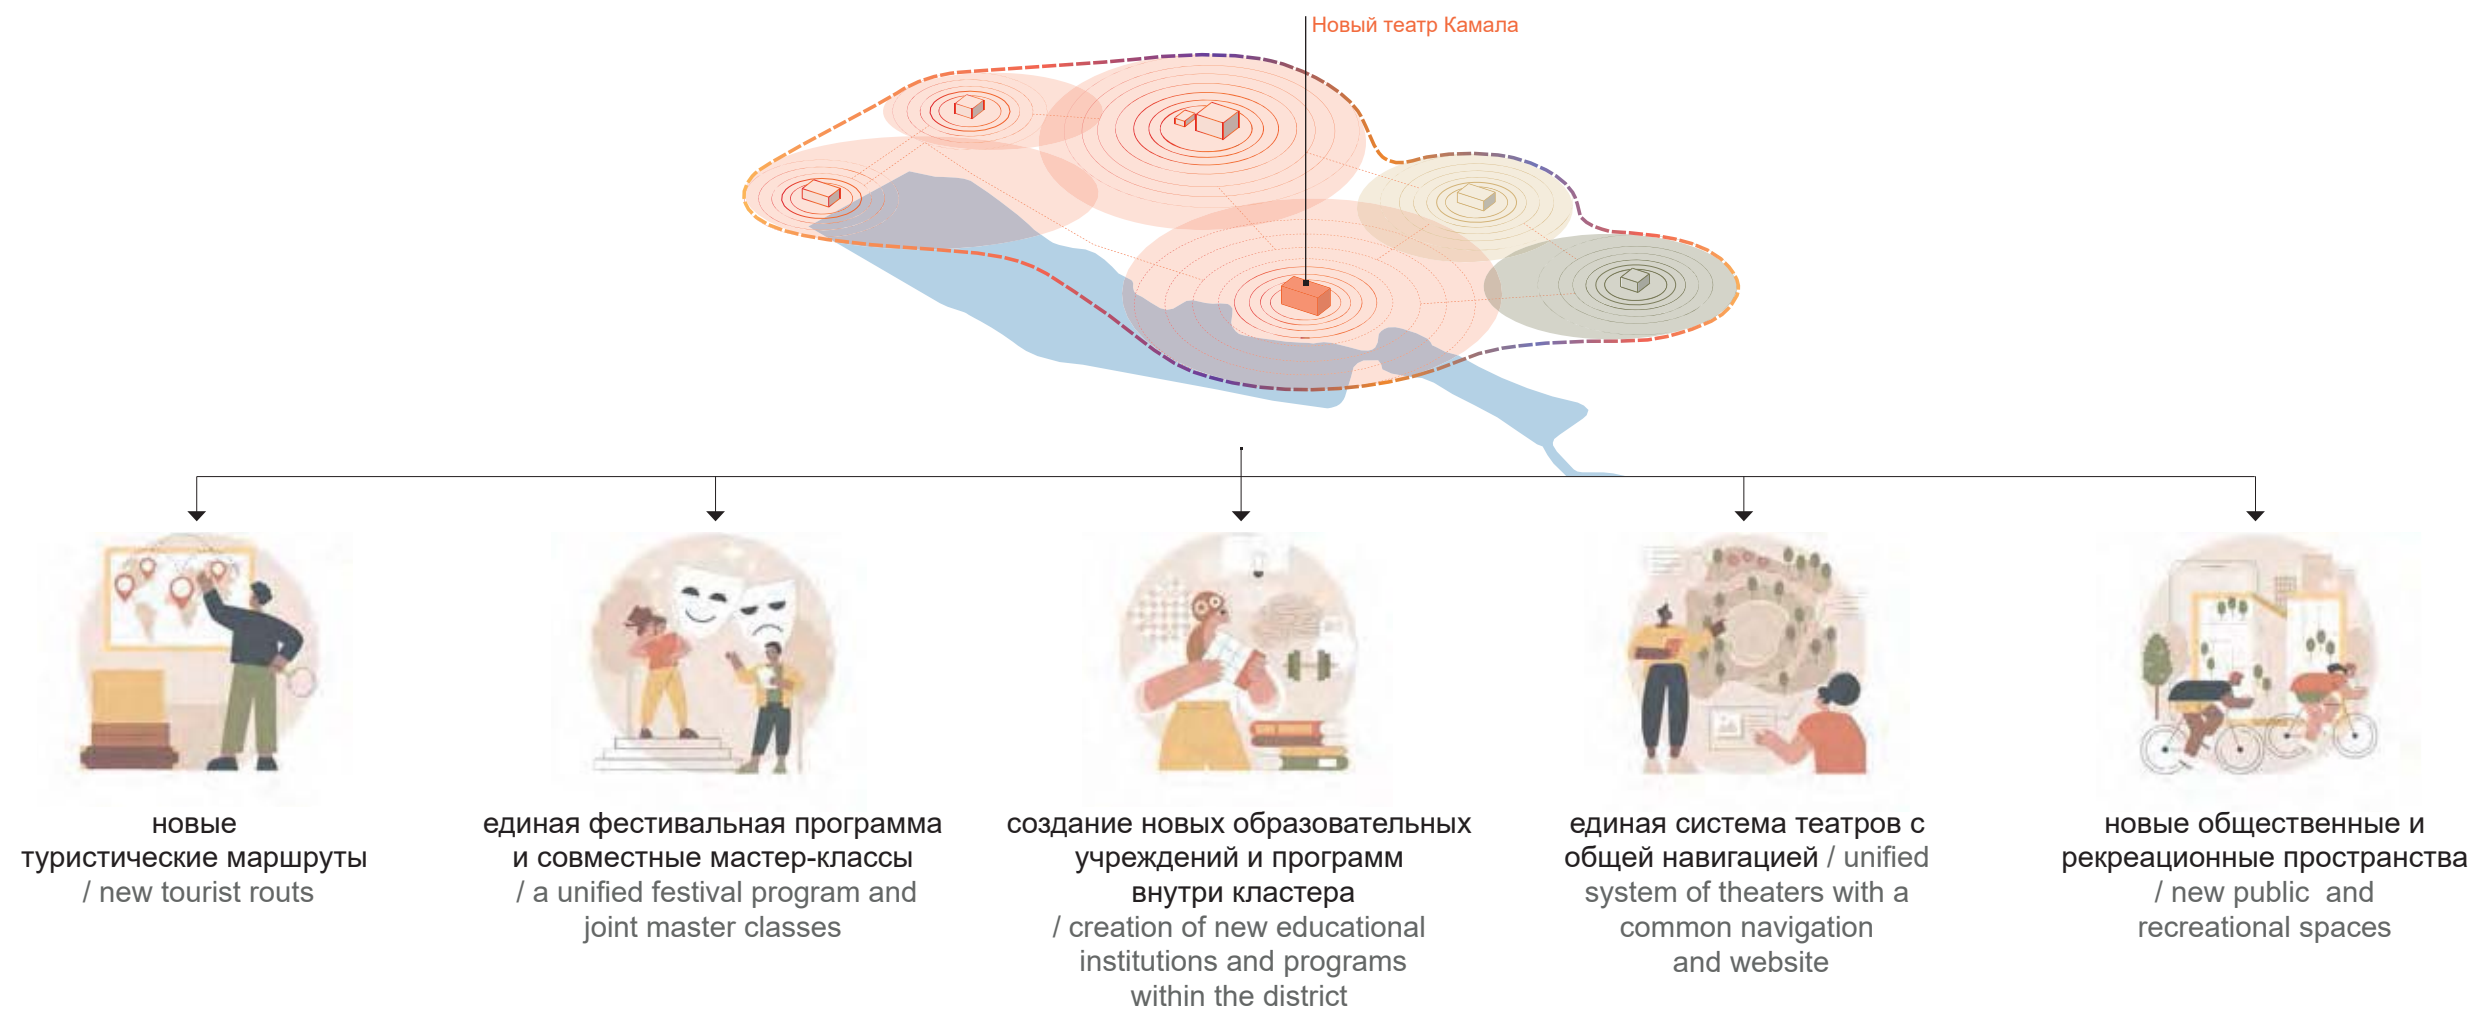 Новый театр Камала
новые
туристические маршруты
/ new tourist routs
единая фестивальная программа
и совместные мастер-классы
/ a unified festival program and
joint master classes
создание новых образовательных
учреждений и программ
внутри кластера
/ creation of new educational
institutions and programs
within the district
единая система театров с
общей навигацией / unified
system of theaters with a
common navigation
and website
новые общественные и
рекреационные пространства
/ new public  and
recreational spaces